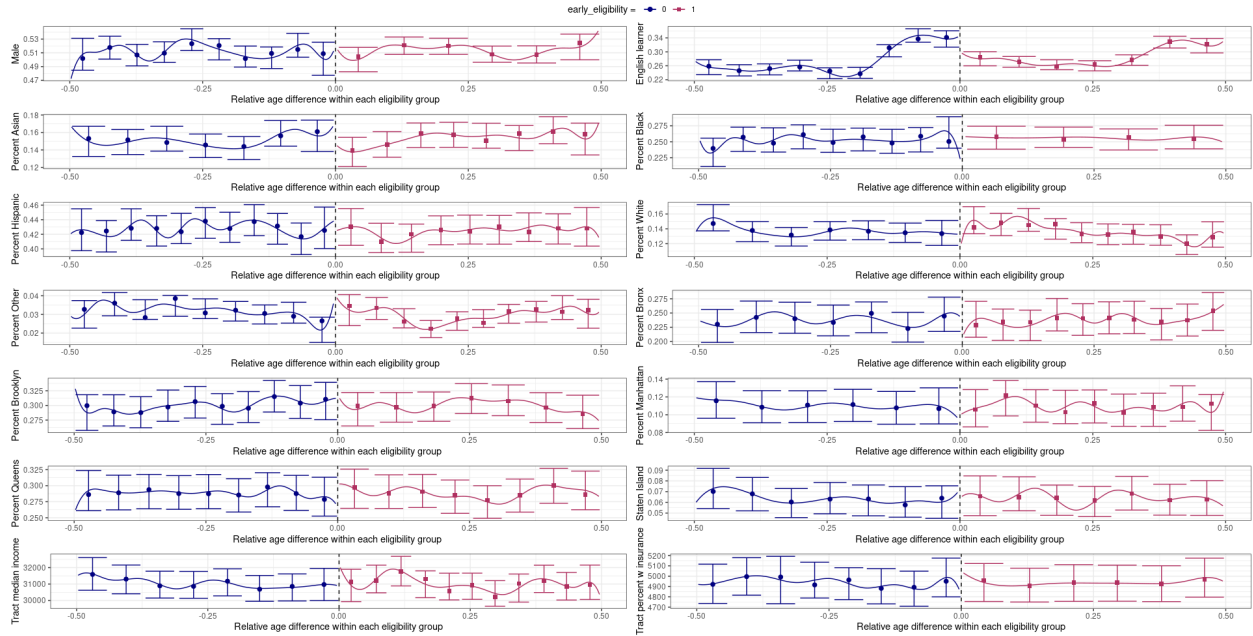 early_eligibility = 0 1
Male
0.53
0.51
0.49
0.47
-0.50 -0.25 0.00 0.25 0.50
Relative age difference within each eligibility group
English learner
0.34
0.30
0.26
0.22
-0.50 -0.25 0.00 0.25 0.50
Relative age difference within each eligibility group
Percent Asian
0.18
0.16
0.14
0.12
-0.50 -0.25 0.00 0.25 0.50
Relative age difference within each eligibility group
Percent Black
0.275
0.250
0.225
-0.50 -0.25 0.00 0.25 0.50
Relative age difference within each eligibility group
Percent Hispanic
0.46
0.44
0.42
0.40
-0.50 -0.25 0.00 0.25 0.50
Relative age difference within each eligibility group
Percent White
0.16
0.14
0.12
-0.50 -0.25 0.00 0.25 0.50
Relative age difference within each eligibility group
Percent Other
0.04
0.03
0.02
-0.50 -0.25 0.00 0.25 0.50
Relative age difference within each eligibility group
Percent Bronx
0.275
0.250
0.225
0.200
-0.50 -0.25 0.00 0.25 0.50
Relative age difference within each eligibility group
Percent Brooklyn
0.325
0.300
0.275
-0.50 -0.25 0.00 0.25 0.50
Relative age difference within each eligibility group
Percent Manhattan
0.14
0.12
0.10
0.08
-0.50 -0.25 0.00 0.25 0.50
Relative age difference within each eligibility group
Percent Queens
0.325
0.300
0.275
0.250
-0.50 -0.25 0.00 0.25 0.50
Relative age difference within each eligibility group
Staten Island
0.09
0.08
0.07
0.06
0.05
-0.50 -0.25 0.00 0.25 0.50
Relative age difference within each eligibility group
Tract median income
32000
31000
30000
-0.50 -0.25 0.00 0.25 0.50
Relative age difference within each eligibility group
Tract percent w insurance
5200
5100
5000
4900
4800
4700
-0.50 -0.25 0.00 0.25 0.50
Relative age difference within each eligibility group